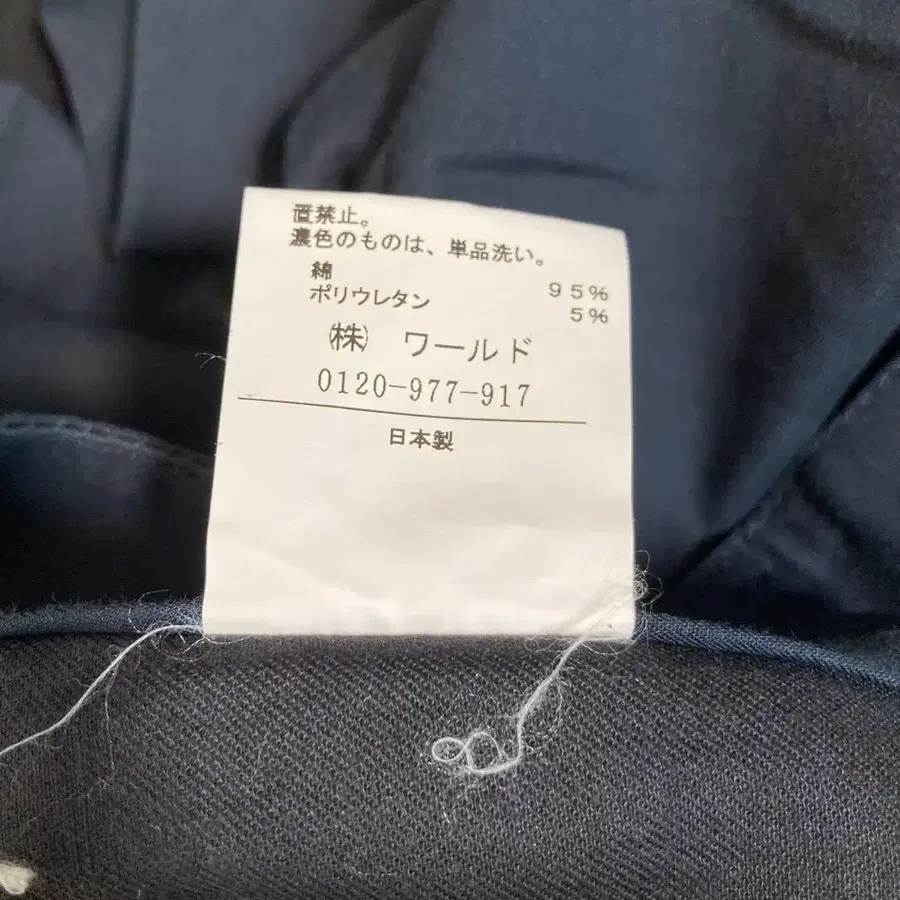 置禁止。
濃色のものは、単品洗い。
綿 95%
ポリウレタン 5%
㈱ ワールド
0120-977-917
日本製